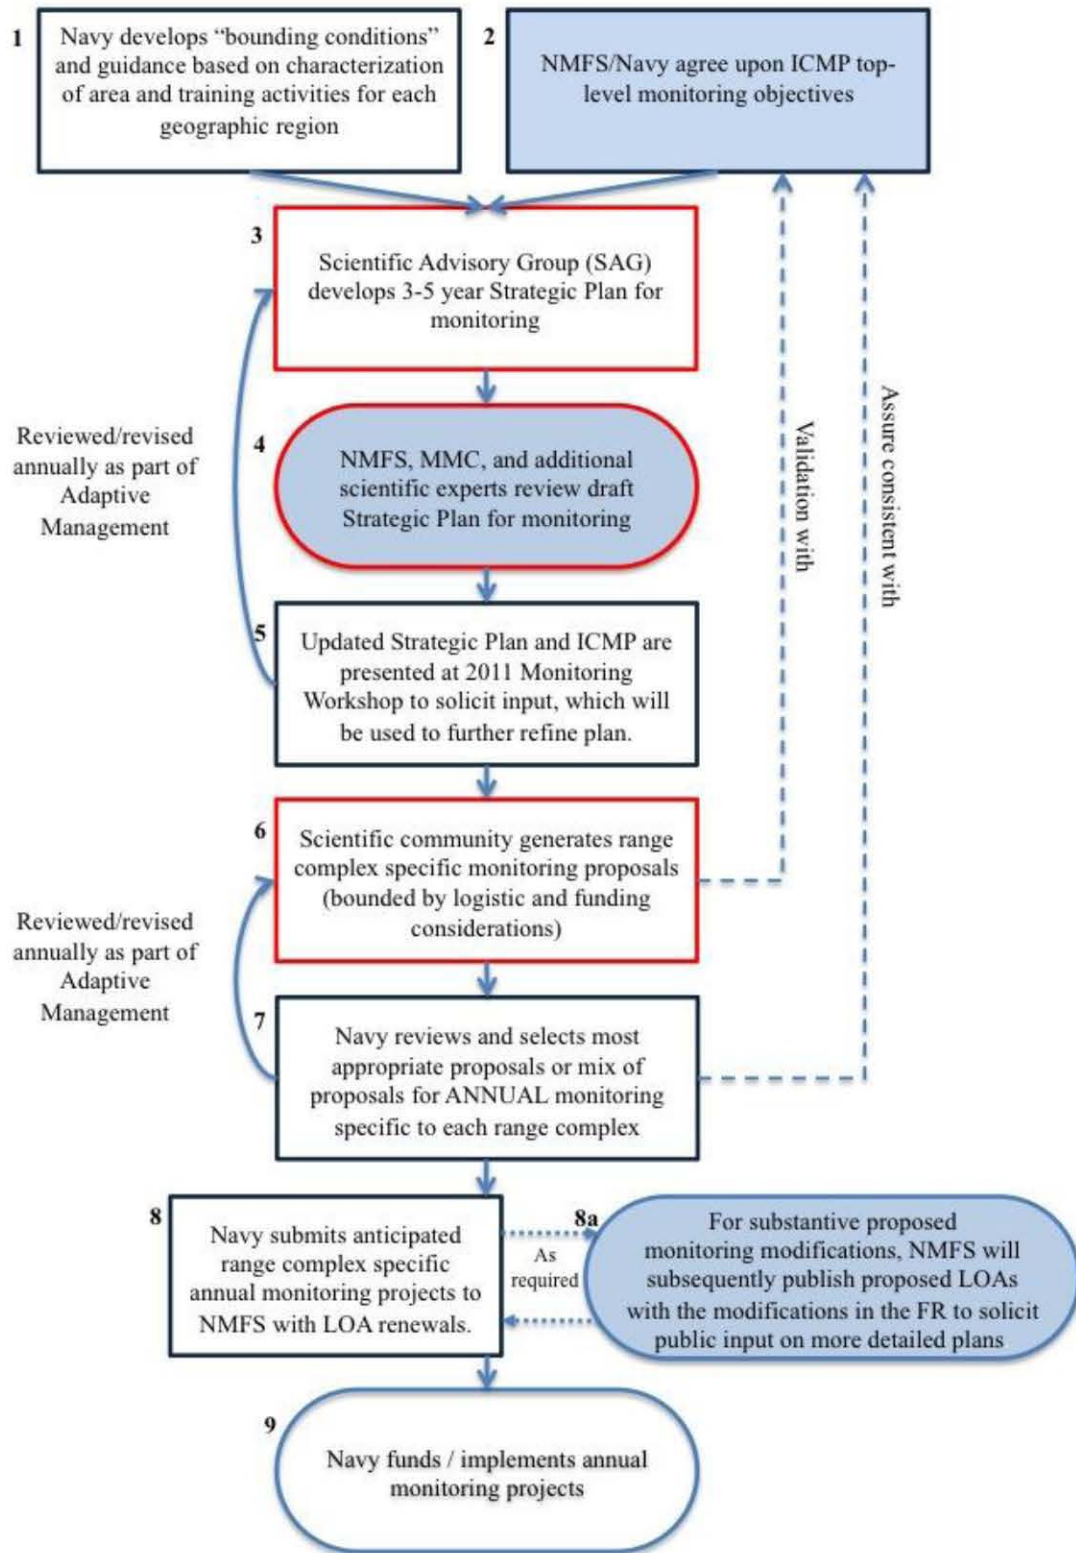 1
Navy develops “bounding conditions”
and guidance based on characterization
of area and training activities for each
geographic region
2
NMFS/Navy agree upon ICMP top-
level monitoring objectives
3
Scientific Advisory Group (SAG)
develops 3-5 year Strategic Plan for
monitoring
Reviewed/revised
annually as part of
Adaptive
Management
4
NMFS, MMC, and additional
scientific experts review draft
Strategic Plan for monitoring
Validation with
Assure consistent with
5
Updated Strategic Plan and ICMP are
presented at 2011 Monitoring
Workshop to solicit input, which will
be used to further refine plan.
6
Scientific community generates range
complex specific monitoring proposals
(bounded by logistic and funding
considerations)
Reviewed/revised
annually as part of
Adaptive
Management
7
Navy reviews and selects most
appropriate proposals or mix of
proposals for ANNUAL monitoring
specific to each range complex
8
Navy submits anticipated
range complex specific
annual monitoring projects to
NMFS with LOA renewals.
As
required
8a
For substantive proposed
monitoring modifications, NMFS will
subsequently publish proposed LOAs
with the modifications in the FR to solicit
public input on more detailed plans
9
Navy funds / implements annual
monitoring projects